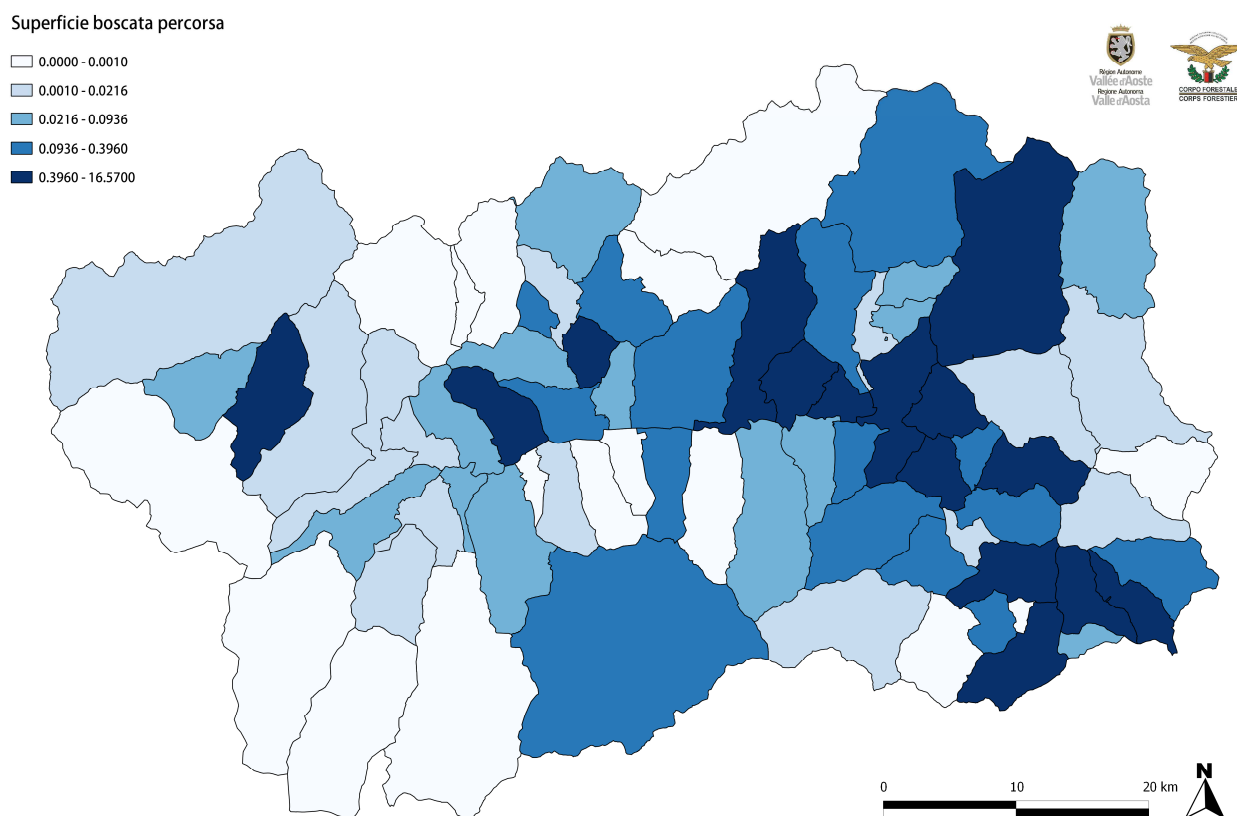 Superficie boscata percorsa
0.0000 - 0.0010
0.0010 - 0.0216
0.0216 - 0.0936
0.0936 - 0.3960
0.3960 - 16.5700
Région Autonome
Vallée d'Aoste
Regione Autonoma
Valle d'Aosta
CORPO FORESTALE
CORPS FORESTIER
0 10 20 km
N